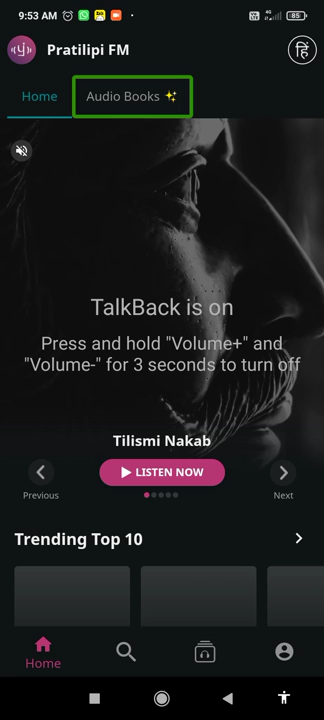 9:53 AM
4G
85
Pratilipi FM
हिं
Home
Audio Books
TalkBack is on
Press and hold "Volume+" and
"Volume-" for 3 seconds to turn off
Tilismi Nakab
LISTEN NOW
Previous
Next
Trending Top 10
Home